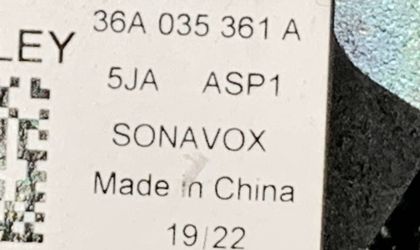 36A 035 361 A
LEY
5JA ASP1
SONAVOX
Made in China
19/22